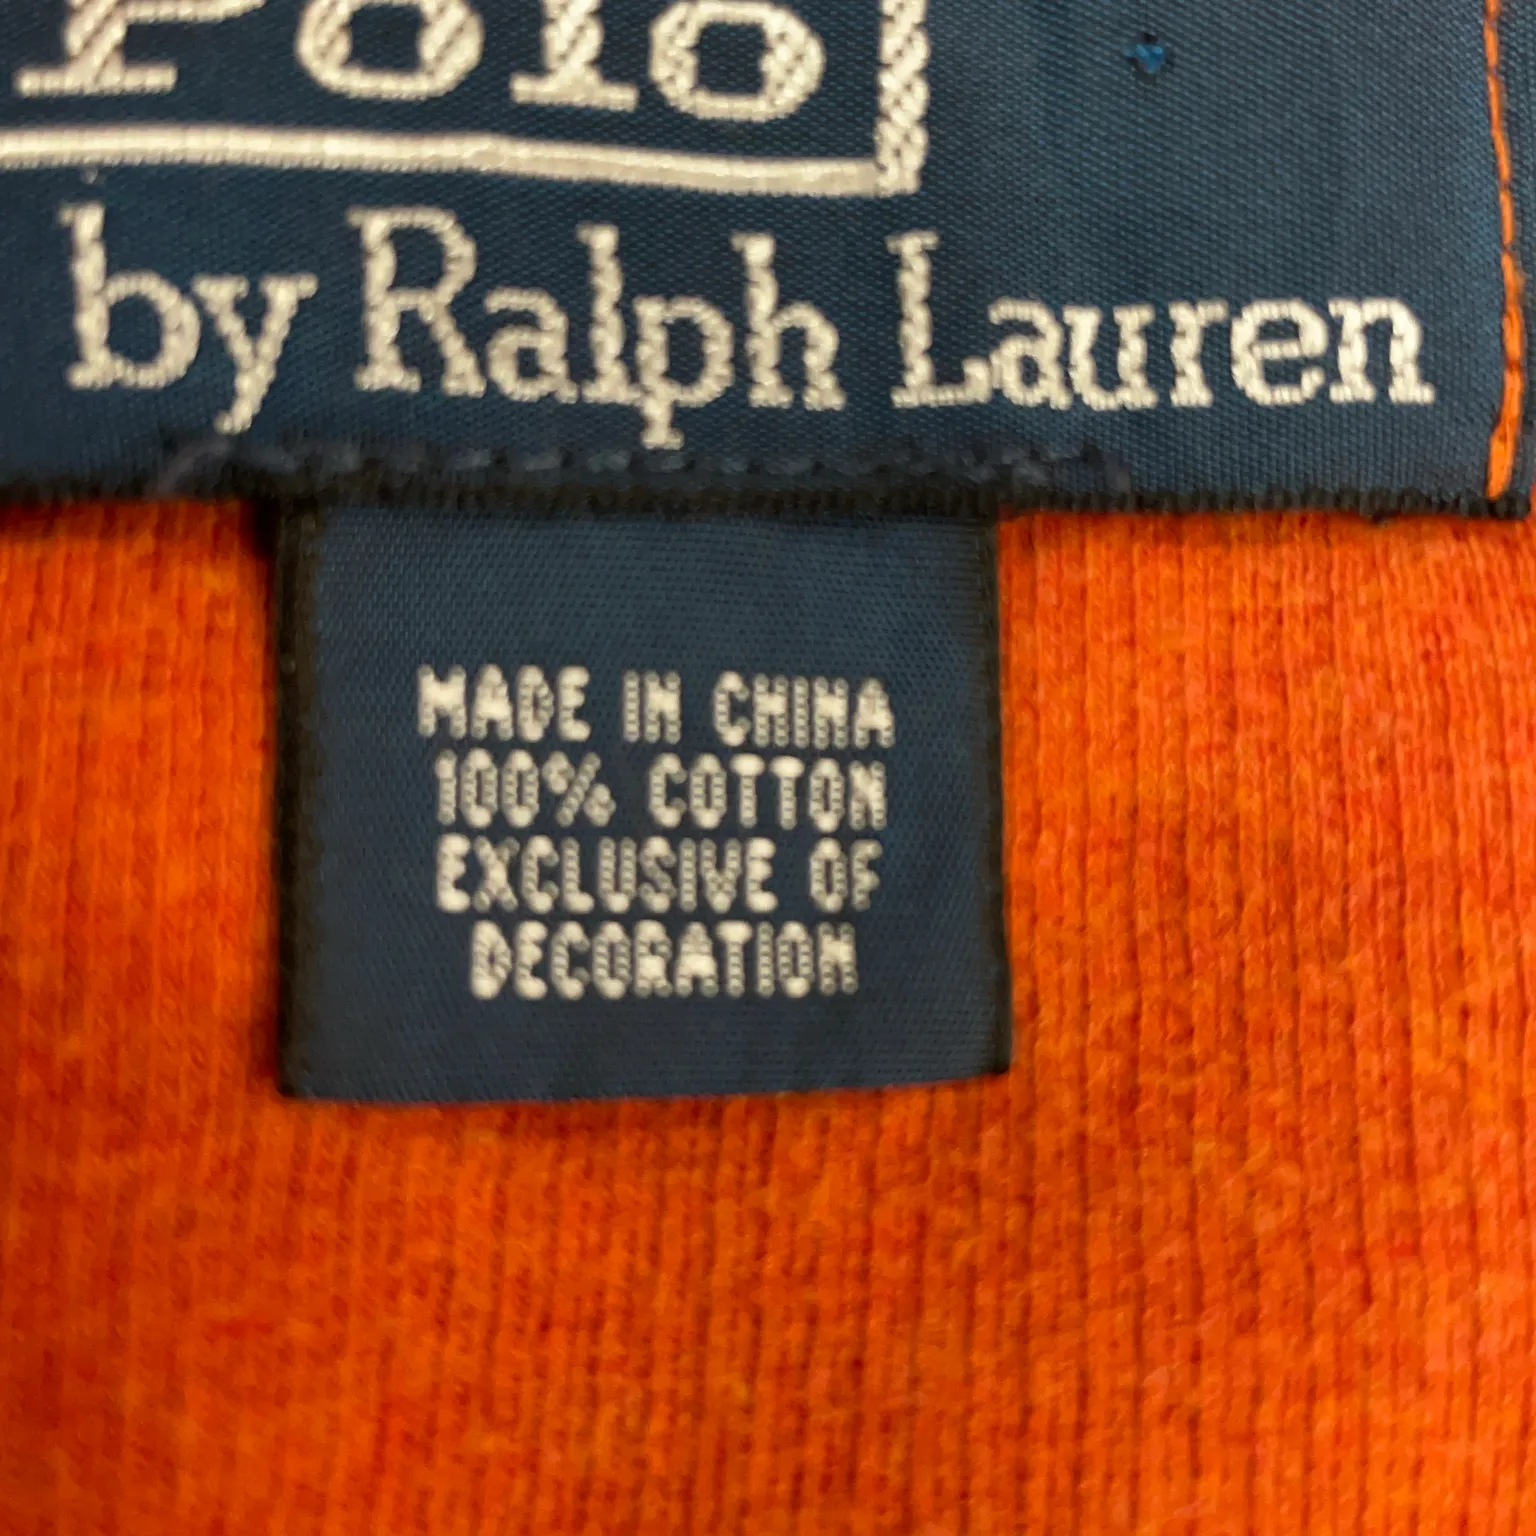 Polo
by Ralph Lauren
MADE IN CHINA
100% COTTON
EXCLUSIVE OF
DECORATION